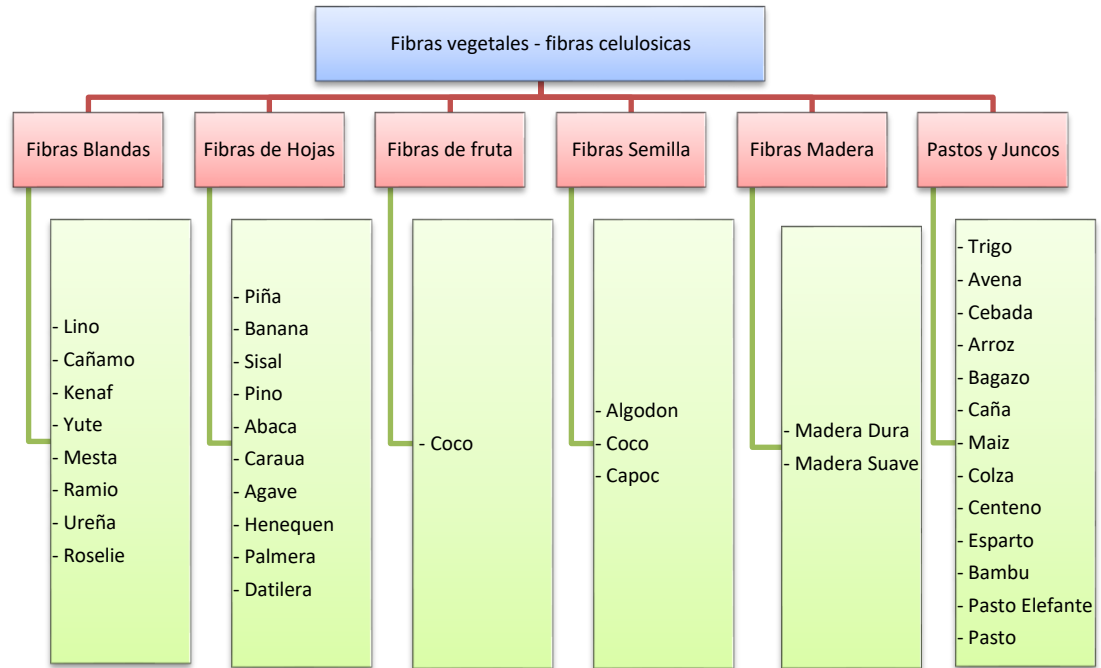 Fibras vegetales - fibras celulosicas
Fibras Blandas
- Lino
- Cañamo
- Kenaf
- Yute
- Mesta
- Ramio
- Ureña
- Roselie
Fibras de Hojas
- Piña
- Banana
- Sisal
- Pino
- Abaca
- Caraua
- Agave
- Henequen
- Palmera
- Datilera
Fibras de fruta
- Coco
Fibras Semilla
- Algodon
- Coco
- Capoc
Fibras Madera
- Madera Dura
- Madera Suave
Pastos y Juncos
- Trigo
- Avena
- Cebada
- Arroz
- Bagazo
- Caña
- Maiz
- Colza
- Centeno
- Esparto
- Bambu
- Pasto Elefante
- Pasto